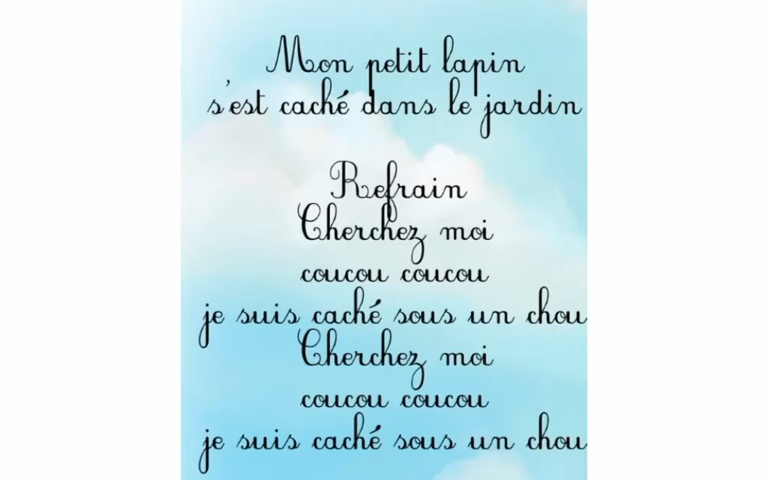 Mon petit lapin
s'est caché dans le jardin
Refrain
Cherchez moi
coucou coucou
je suis caché sous un chou
Cherchez moi
coucou coucou
je suis caché sous un chou